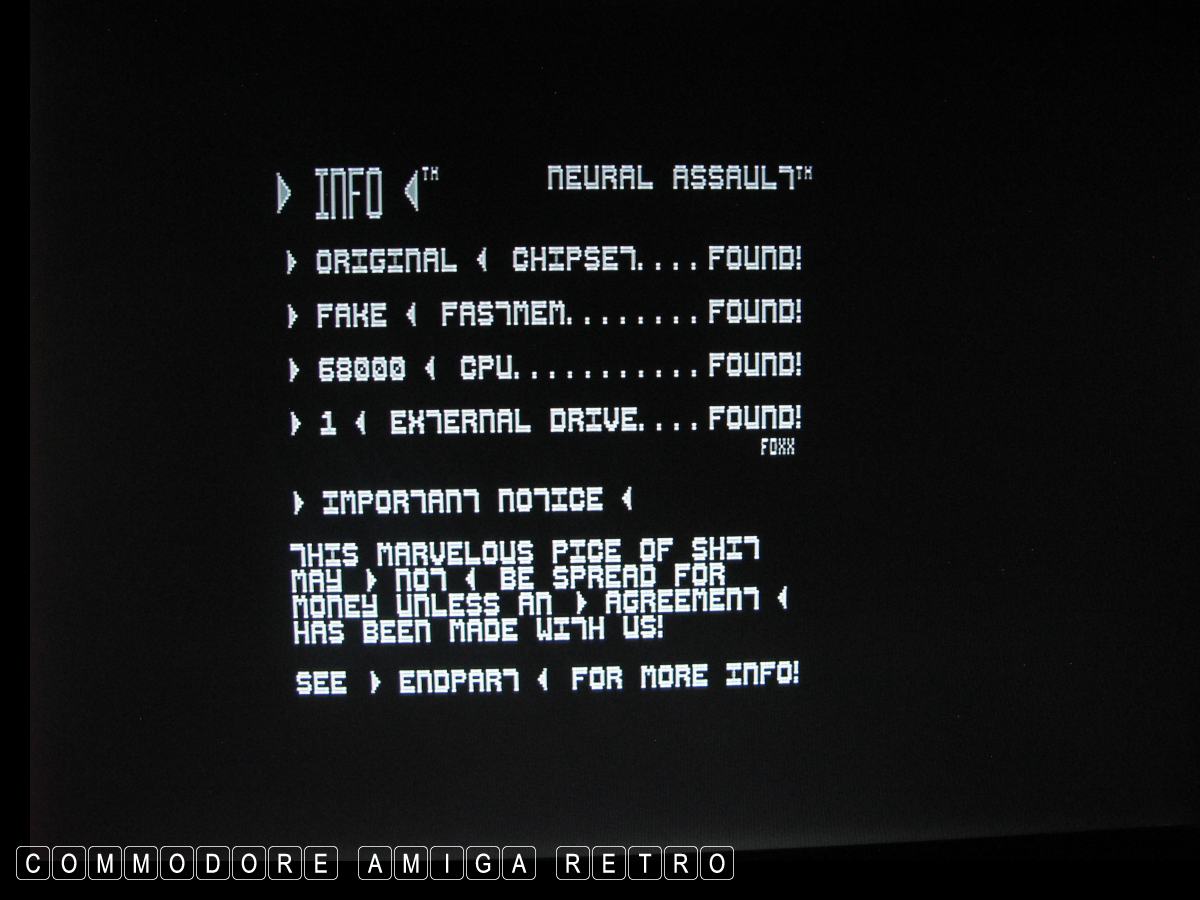 INFO ™ NEURAL ASSAULT™
ORIGINAL CHIPSET....FOUND!
FAKE FASTMEM........FOUND!
68000 CPU...........FOUND!
1 EXTERNAL DRIVE....FOUND!
FOXX
IMPORTANT NOTICE
THIS MARVELOUS PICE OF SHIT
MAY NOT BE SPREAD FOR
MONEY UNLESS AN AGREEMENT
HAS BEEN MADE WITH US!
SEE ENDPART FOR MORE INFO!
COMMODORE AMIGA RETRO